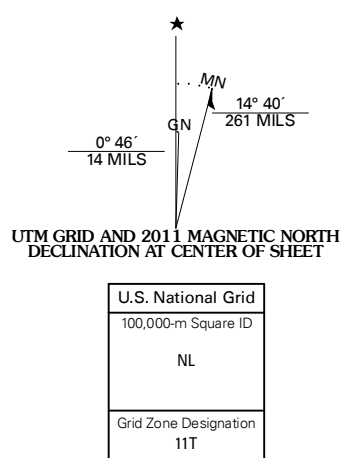 ★
MN
GN
14° 40´
261 MILS
0° 46´
14 MILS
UTM GRID AND 2011 MAGNETIC NORTH
DECLINATION AT CENTER OF SHEET
U.S. National Grid
100,000-m Square ID
NL
Grid Zone Designation
11T